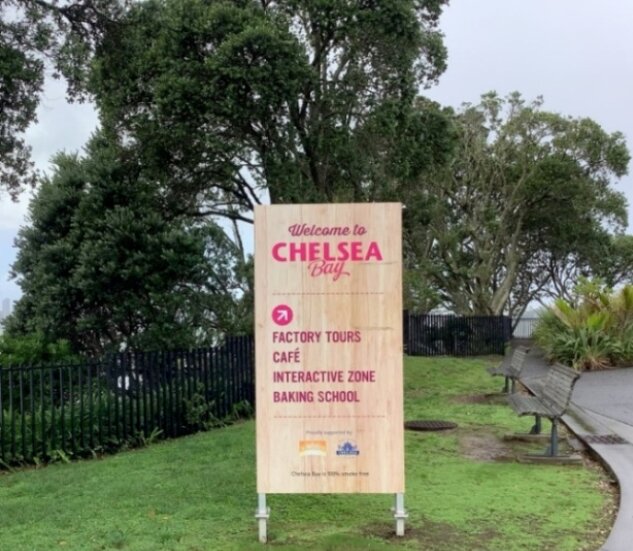 Welcome to
CHELSEA
Bay
FACTORY TOURS
CAFÉ
INTERACTIVE ZONE
BAKING SCHOOL
Proudly supported by:
Chelsea Bay is 100% smoke free